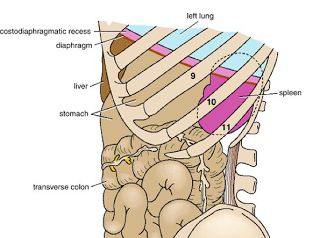 left lung
costodiaphragmatic recess
diaphragm
9
liver
spleen
10
stomach
11
transverse colon